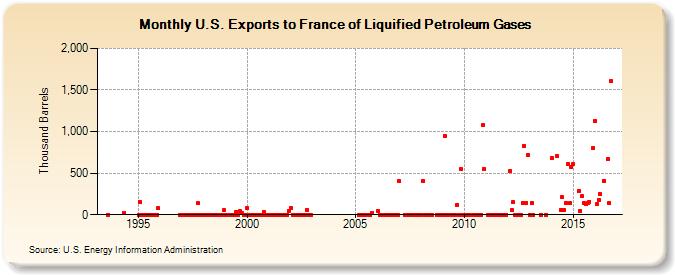 Monthly U.S. Exports to France of Liquified Petroleum Gases
Thousand Barrels
2,000
1,500
1,000
500
0
1995 2000 2005 2010 2015
Source: U.S. Energy Information Administration